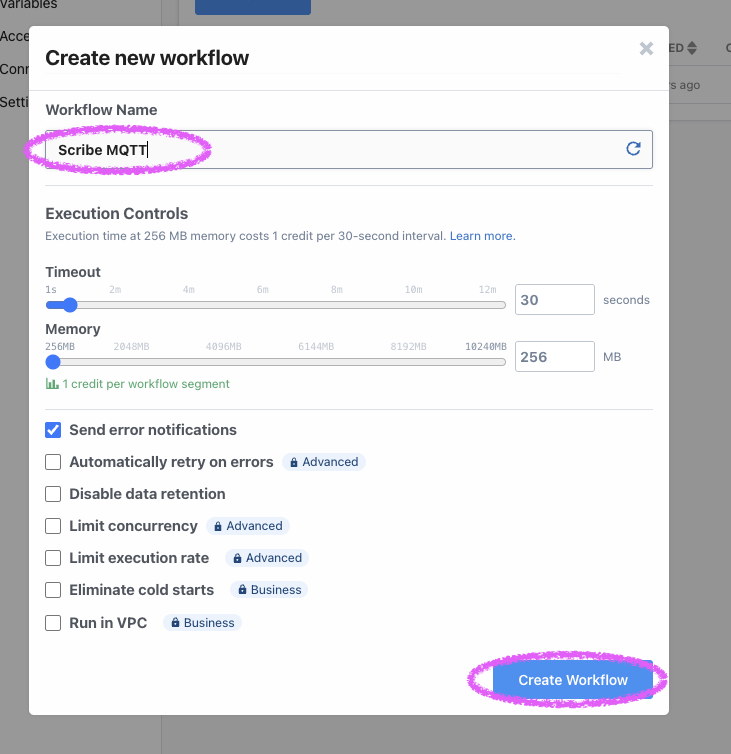 Variables
Acce
Create new workflow
ED
Conn
s ago
Setti
Workflow Name
Scribe MQTT
Execution Controls
Execution time at 256 MB memory costs 1 credit per 30-second interval. Learn more.
Timeout
1s 2m 4m 6m 8m 10m 12m
30 seconds
Memory
256MB 2048MB 4096MB 6144MB 8192MB 10240MB
256 MB
1 credit per workflow segment
Send error notifications
Automatically retry on errors Advanced
Disable data retention
Limit concurrency Advanced
Limit execution rate Advanced
Eliminate cold starts Business
Run in VPC Business
Create Workflow